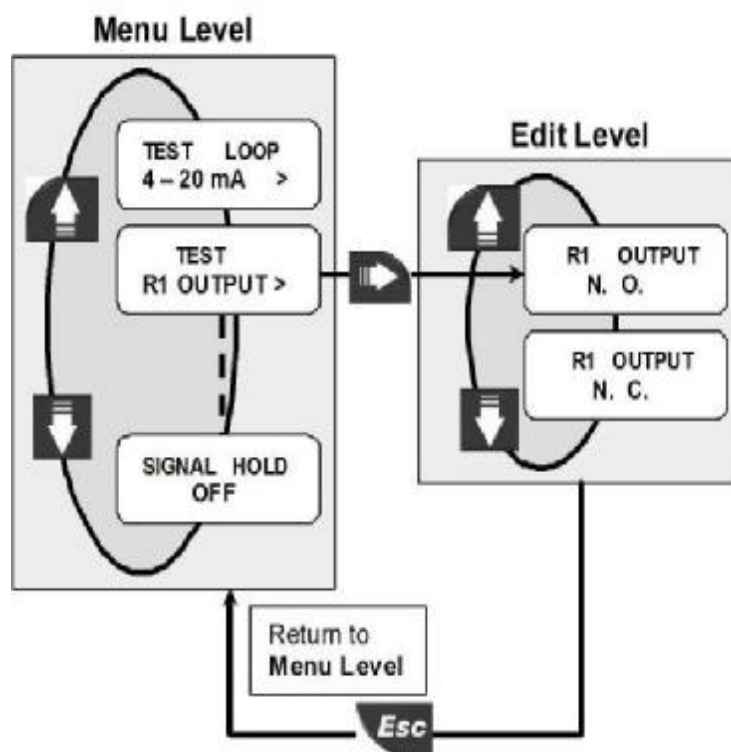 Menu Level
TEST LOOP
4 – 20 mA >
TEST
R1 OUTPUT >
SIGNAL HOLD
OFF
Edit Level
R1 OUTPUT
N. O.
R1 OUTPUT
N. C.
Return to
Menu Level
Esc